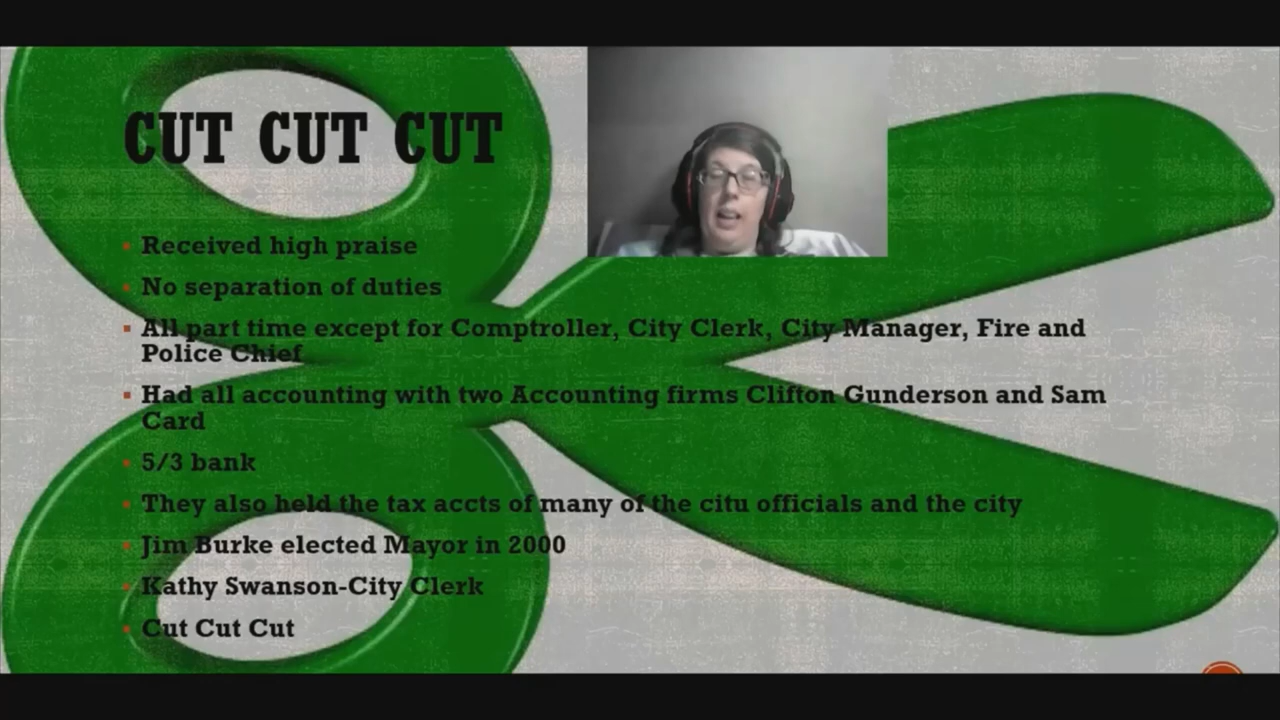 CUT CUT CUT
Received high praise
No separation of duties
All part time except for Comptroller, City Clerk, City Manager, Fire and
Police Chief
Had all accounting with two Accounting firms Clifton Gunderson and Sam
Card
5/3 bank
They also held the tax accts of many of the citu officials and the city
Jim Burke elected Mayor in 2000
Kathy Swanson-City Clerk
Cut Cut Cut